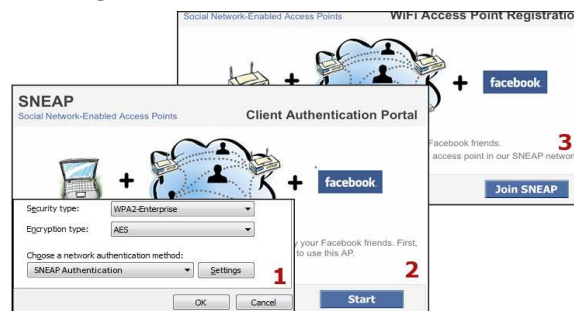 Social Network-Enabled Access Points
WiFi Access Point Registratio
+
+
facebook
Facebook friends.
access point in our SNEAP networ
3
Join SNEAP
SNEAP
Social Network-Enabled Access Points
Client Authentication Portal
+
+
facebook
y your Facebook friends. First,
to use this AP.
2
Start
Security type:
WPA2-Enterprise
Encryption type:
AES
Choose a network authentication method:
SNEAP Authentication
Settings
1
OK
Cancel